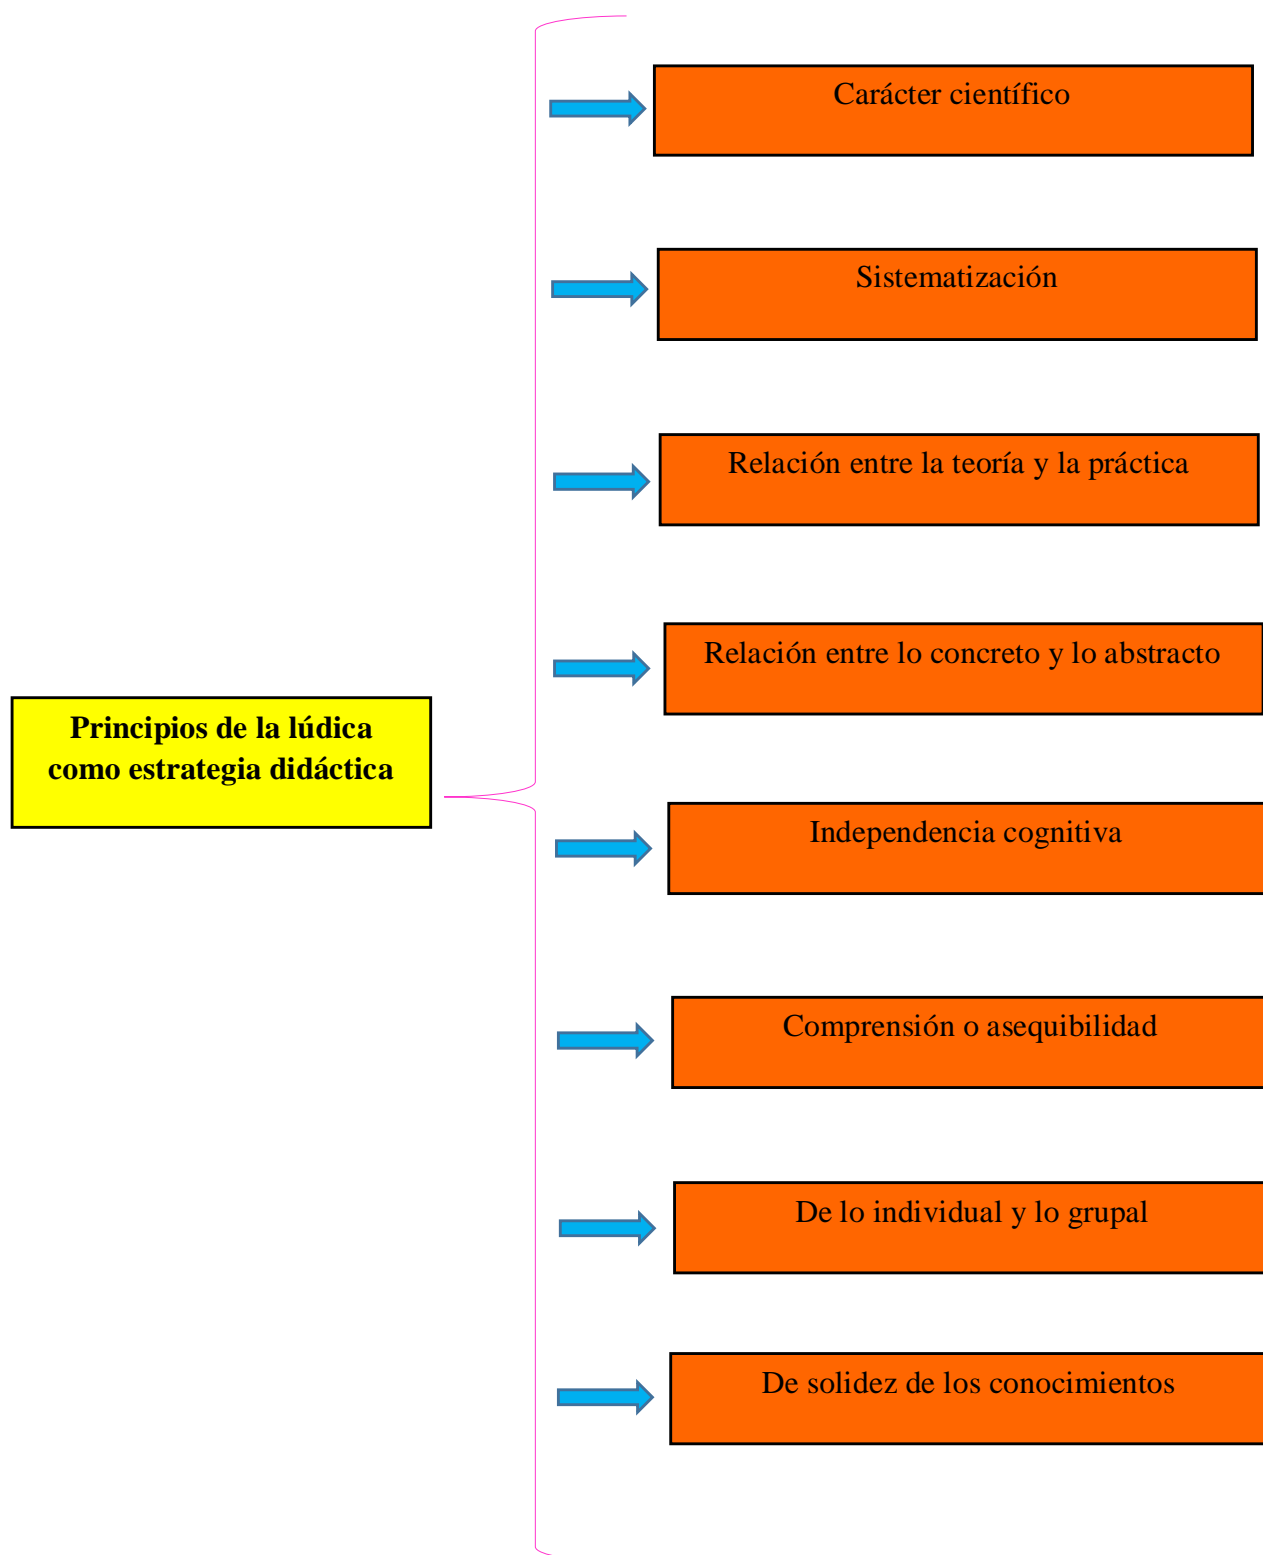 Carácter científico
Sistematización
Relación entre la teoría y la práctica
Relación entre lo concreto y lo abstracto
Principios de la lúdica
como estrategia didáctica
Independencia cognitiva
Comprensión o asequibilidad
De lo individual y lo grupal
De solidez de los conocimientos